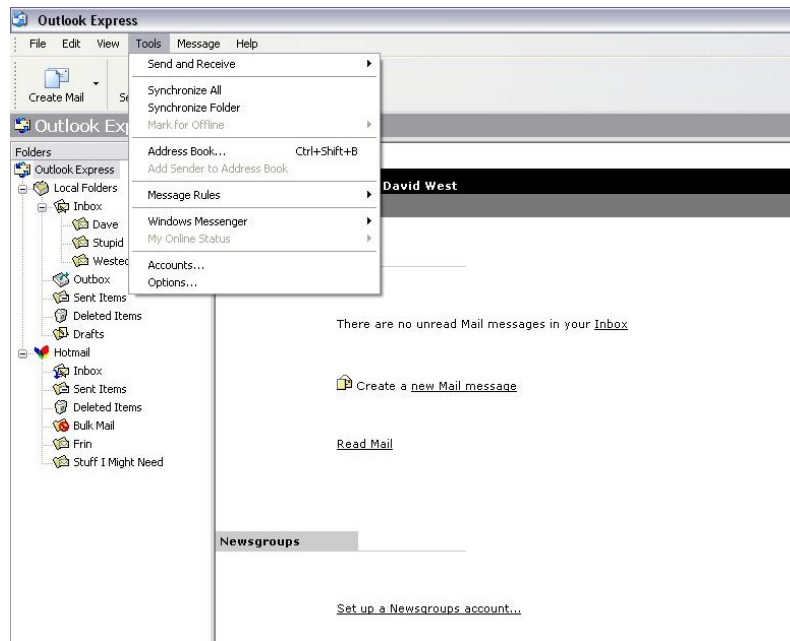 Outlook Express
File Edit View Tools Message Help
Create Mail
Outlook
Send and Receive
Synchronize All
Synchronize Folder
Mark for Offline
Address Book... Ctrl+Shift+B
Add Sender to Address Book
Message Rules
Windows Messenger
My Online Status
Accounts...
Options...
Folders
Outlook Express
Local Folders
Inbox
Dave
Stupid
Outbox
Sent Items
Deleted Items
Drafts
Hotmail
Inbox
Sent Items
Deleted Items
Bulk Mail
Frin
Stuff I Might Need
David West
There are no unread Mail messages in your Inbox
Create a new Mail message
Read Mail
Newsgroups
Set up a Newsgroups account...